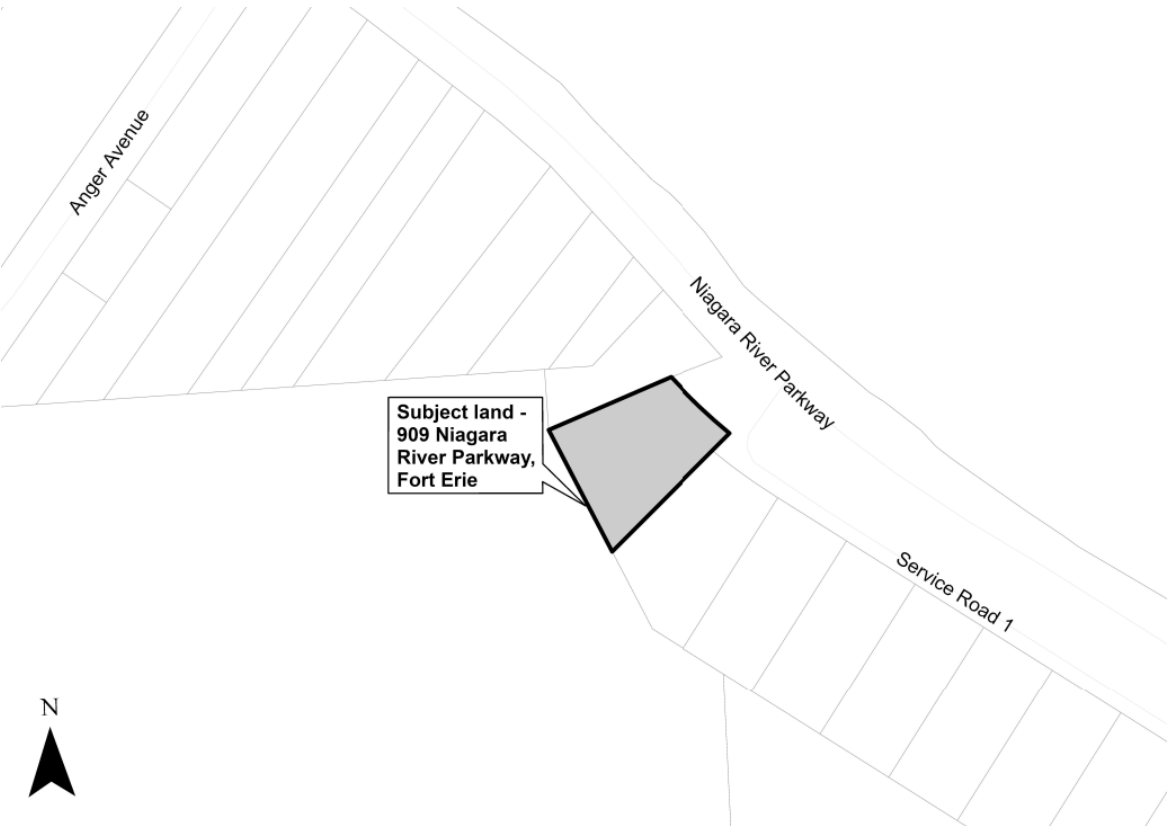 Anger Avenue
Niagara River Parkway
Subject land -
909 Niagara
River Parkway,
Fort Erie
Service Road 1
N